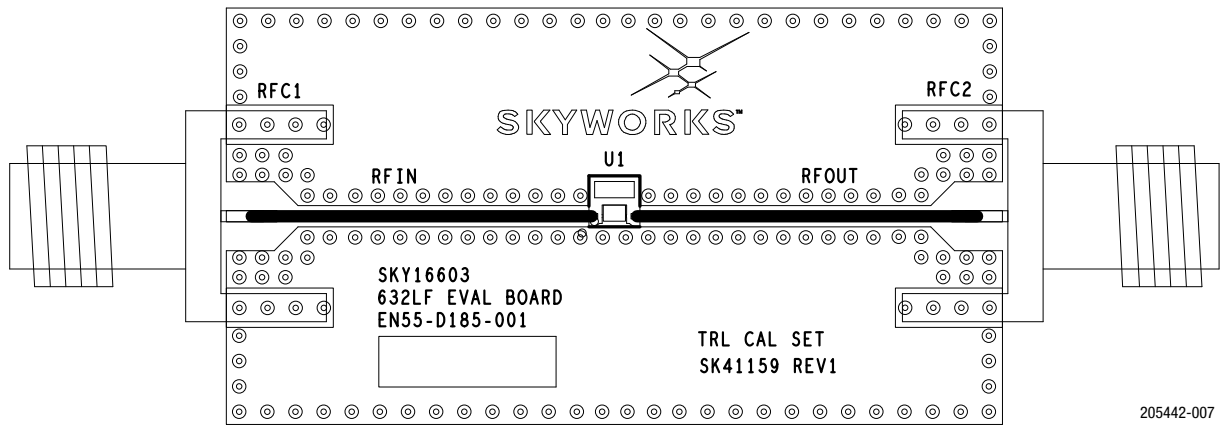 RFC1
RFC2
SKYWORKS™
U1
RFIN
RFOUT
SKY16603
632LF EVAL BOARD
EN55-D185-001
TRL CAL SET
SK41159 REV1
205442-007